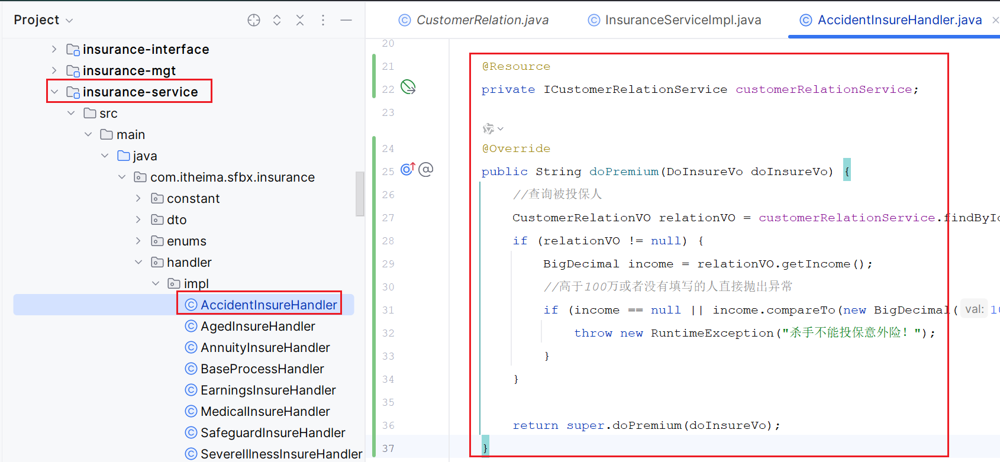 Project
insurance-interface
insurance-mgt
insurance-service
src
main
java
com.itheima.sfbx.insurance
constant
dto
enums
handler
impl
AccidentInsureHandler
AgedInsureHandler
AnnuityInsureHandler
BaseProcessHandler
EarningsInsureHandler
MedicalInsureHandler
SafeguardInsureHandler
SevereIllnessInsureHandler
CustomerRelation.java
InsuranceServiceImpl.java
AccidentInsureHandler.java
20
21 @Resource
22 private ICustomerRelationService customerRelationService;
23
24 @Override
25 public String doPremium(DoInsureVo doInsureVo) {
26 //查询被投保人
27 CustomerRelationVO relationVO = customerRelationService.findById
28 if (relationVO != null) {
29 BigDecimal income = relationVO.getIncome();
30 //高于100万或者没有填写的人直接抛出异常
31 if (income == null || income.compareTo(new BigDecimal( val: 10
32 throw new RuntimeException("杀手不能投保意外险！");
33 }
34 }
35
36 return super.doPremium(doInsureVo);
37 }